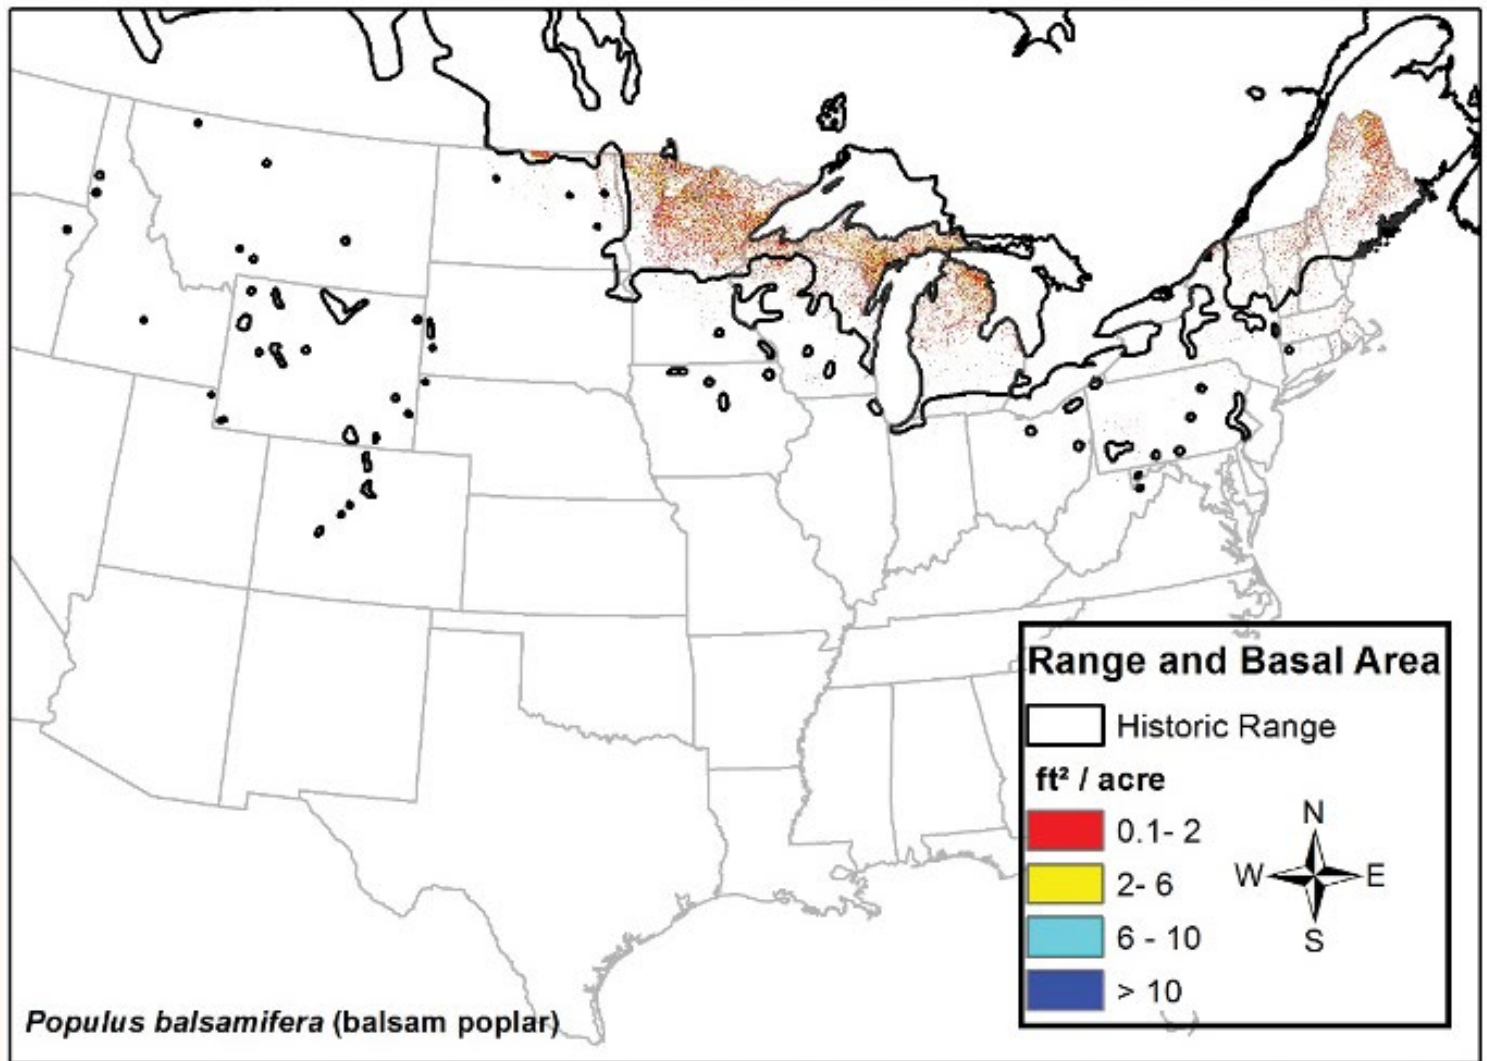 Range and Basal Area
Historic Range
ft² / acre
0.1- 2
2- 6
6 - 10
> 10
N
W E
S
Populus balsamifera (balsam poplar)